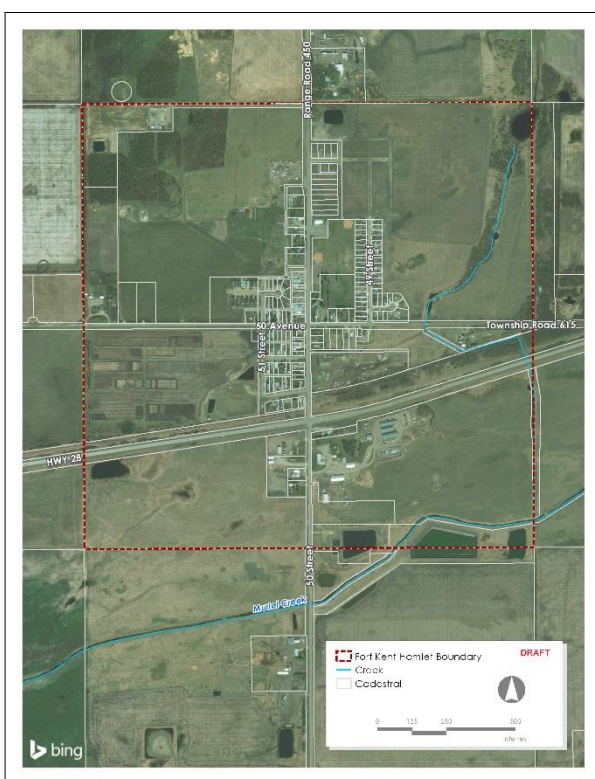 Range Road 450
49 Street
50 Avenue
Township Road 615
51 Street
HWY 28
50 Street
Muriel Creek
Fort Kent Hamlet Boundary
DRAFT
Creek
Cadastral
0 125 250 500
Metres
bing